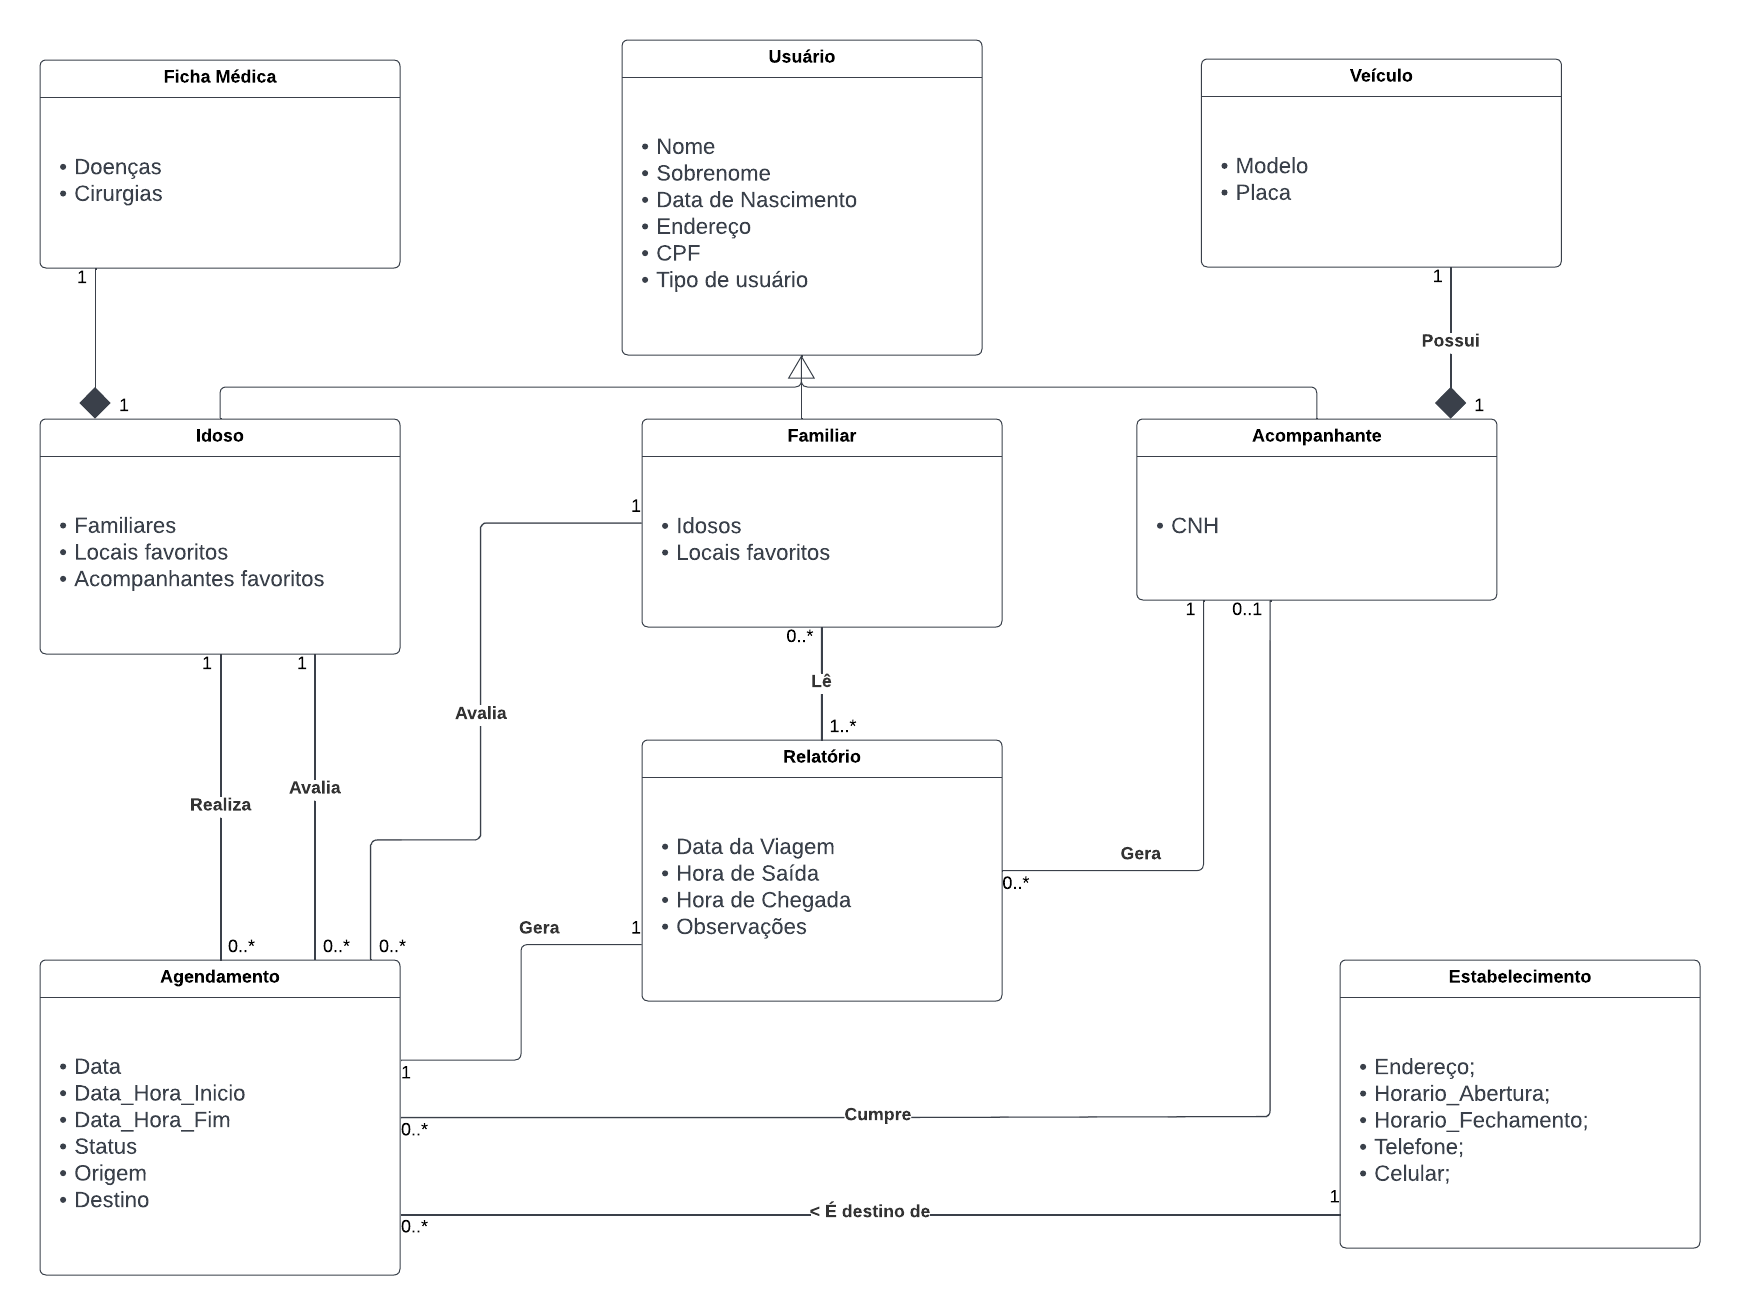 Ficha Médica
• Doenças
• Cirurgias
Usuário
• Nome
• Sobrenome
• Data de Nascimento
• Endereço
• CPF
• Tipo de usuário
Veículo
• Modelo
• Placa
1
1
1
Possui
1
Idoso
• Familiares
• Locais favoritos
• Acompanhantes favoritos
Familiar
• Idosos
• Locais favoritos
Acompanhante
• CNH
1
1
1
Realiza
Avalia
Avalia
0..*
Lê
1..*
1
0..1
Relatório
• Data da Viagem
• Hora de Saída
• Hora de Chegada
• Observações
Gera
0..*
Gera
1
0..*
0..*
0..*
Agendamento
• Data
• Data_Hora_Inicio
• Data_Hora_Fim
• Status
• Origem
• Destino
1
0..*
Cumpre
0..*
< É destino de
1
Estabelecimento
• Endereço;
• Horario_Abertura;
• Horario_Fechamento;
• Telefone;
• Celular;